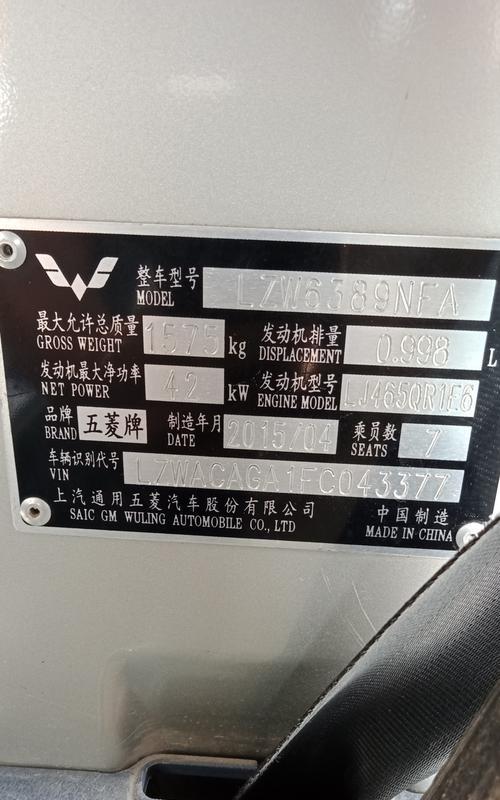 整车型号 MODEL LZW6389NFA
最大允许总质量 GROSS WEIGHT 1575 kg 发动机排量 DISPLACEMENT 0.998 L
发动机最大净功率 NET POWER 42 kW 发动机型号 ENGINE MODEL LJ465QR1E6
品牌 BRAND 五菱牌 制造年月 DATE 2015/04 乘员数 SEATS 7
车辆识别代号 VIN LZWACAGA1FC043377
上汽通用五菱汽车股份有限公司 中国制造
SAIC GM WULING AUTOMOBILE CO., LTD MADE IN CHINA